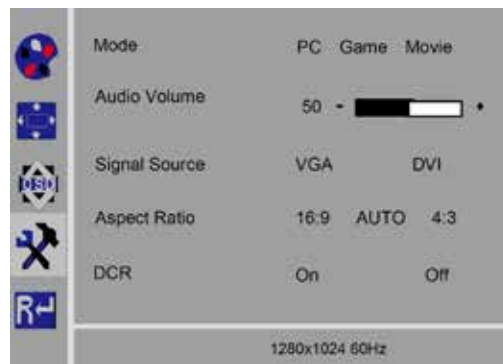 Mode PC Game Movie
Audio Volume 50 - +
Signal Source VGA DVI
OSD
Aspect Ratio 16:9 AUTO 4:3
DCR On Off
R
1280x1024 60Hz